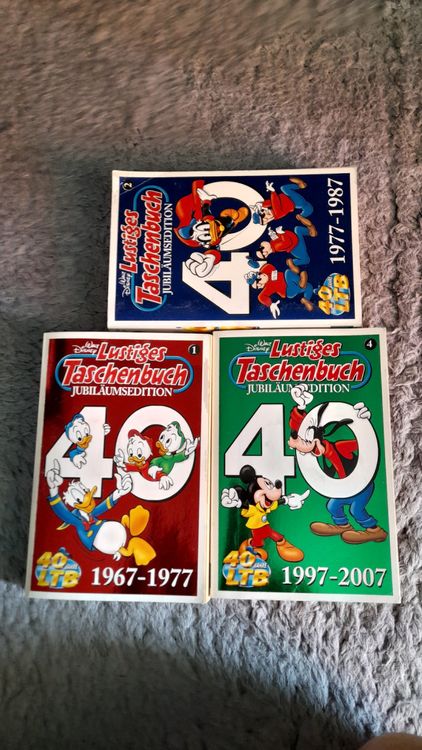 2
Walt Disney
Lustiges
Taschenbuch
JUBILÄUMSEDITION
40
1977-1987
40 Jahre
LTB
Walt Disney
1
Lustiges
Taschenbuch
JUBILÄUMSEDITION
40
40 Jahre
LTB
1967-1977
Walt Disney
4
Lustiges
Taschenbuch
JUBILÄUMSEDITION
40
40 Jahre
LTB
1997-2007